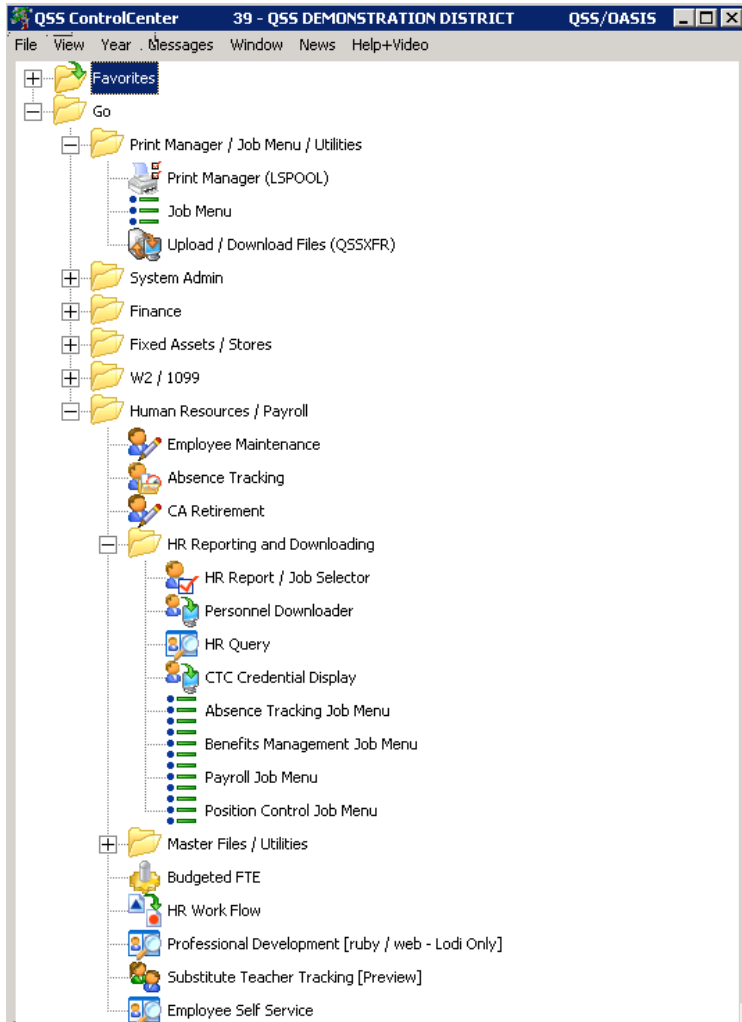 QSS ControlCenter 39 - QSS DEMONSTRATION DISTRICT QSS/OASIS
File View Year Messages Window News Help+Video
Favorites
Go
Print Manager / Job Menu / Utilities
Print Manager (LSPOOL)
Job Menu
Upload / Download Files (QSSXFR)
System Admin
Finance
Fixed Assets / Stores
W2 / 1099
Human Resources / Payroll
Employee Maintenance
Absence Tracking
CA Retirement
HR Reporting and Downloading
HR Report / Job Selector
Personnel Downloader
HR Query
CTC Credential Display
Absence Tracking Job Menu
Benefits Management Job Menu
Payroll Job Menu
Position Control Job Menu
Master Files / Utilities
Budgeted FTE
HR Work Flow
Professional Development [ruby / web - Lodi Only]
Substitute Teacher Tracking [Preview]
Employee Self Service